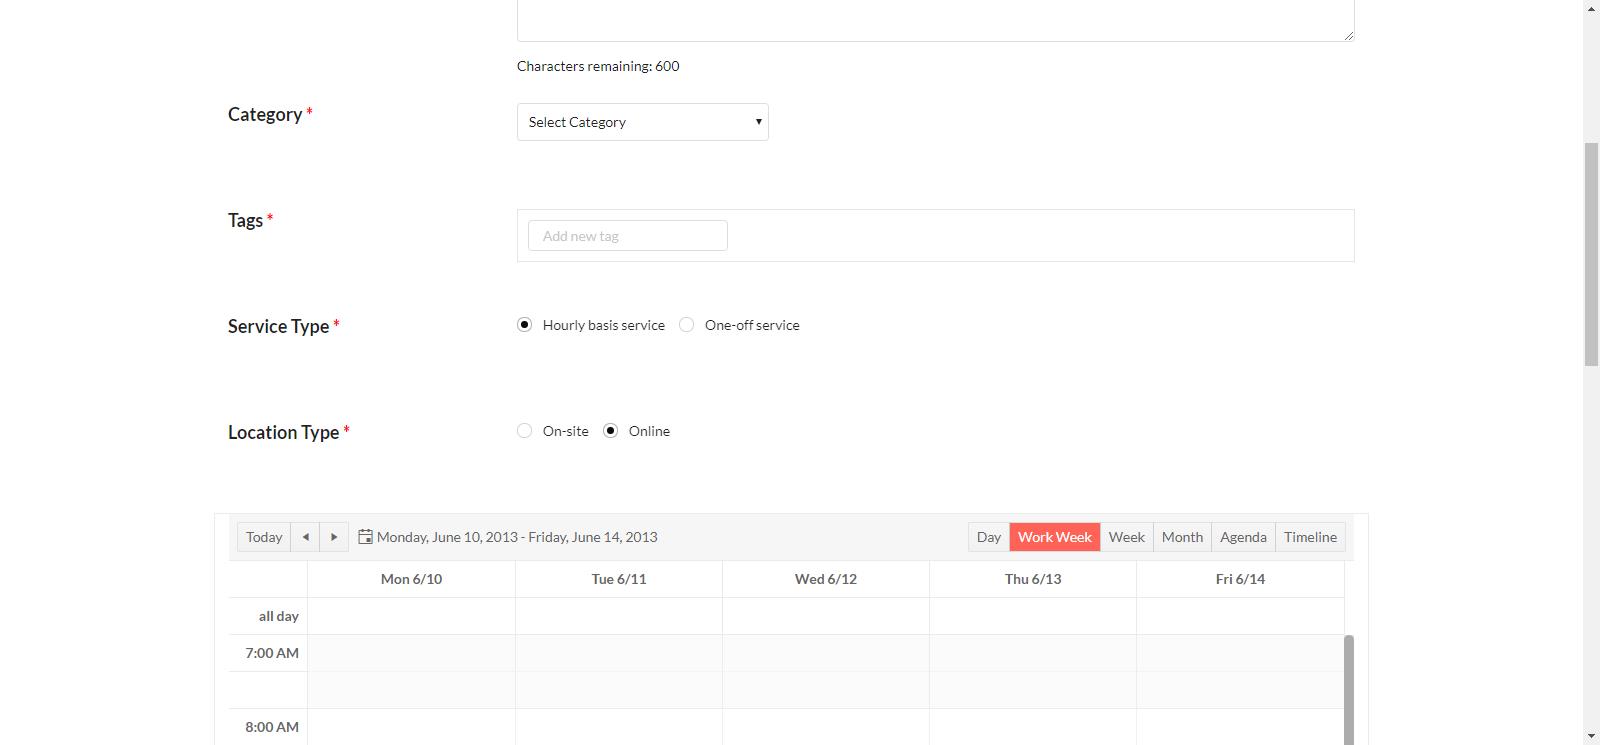 Characters remaining: 600
Category *
Select Category
Tags *
Add new tag
Service Type *
Hourly basis service One-off service
Location Type *
On-site Online
Today Monday, June 10, 2013 - Friday, June 14, 2013 Day Work Week Week Month Agenda Timeline
Mon 6/10 Tue 6/11 Wed 6/12 Thu 6/13 Fri 6/14
all day
7:00 AM
8:00 AM